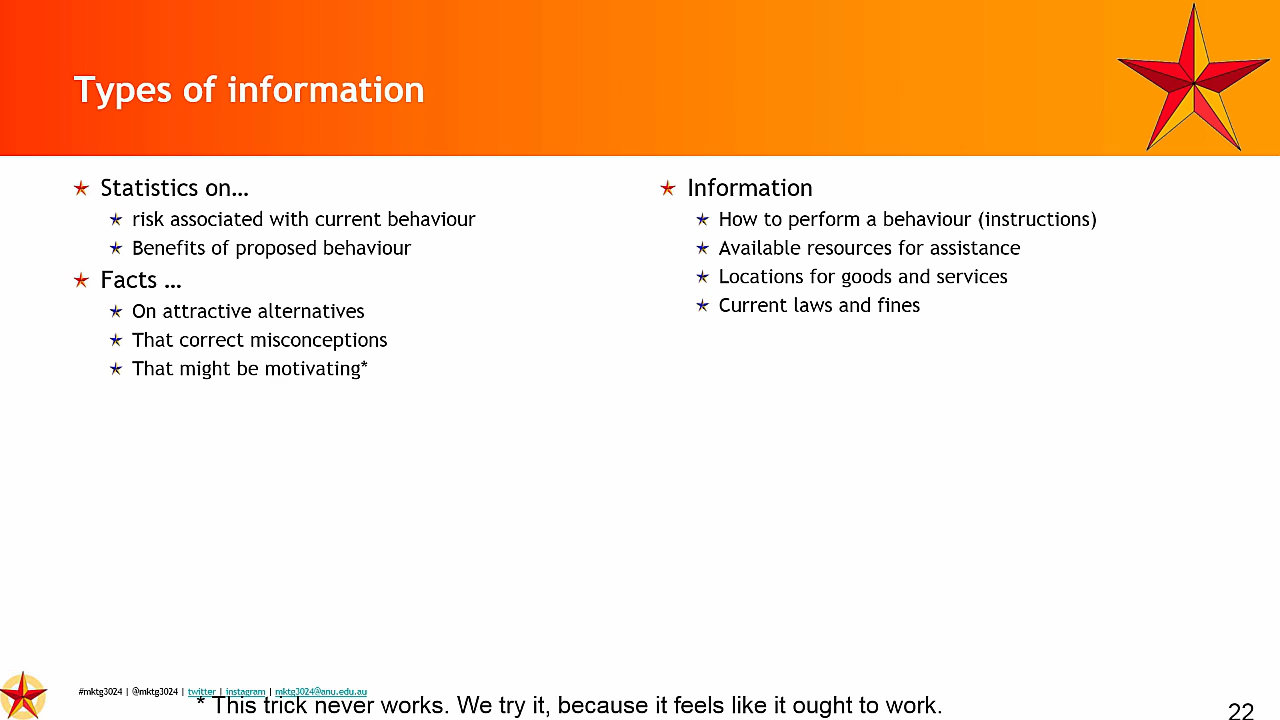 Types of information
Statistics on…
risk associated with current behaviour
Benefits of proposed behaviour
Facts …
On attractive alternatives
That correct misconceptions
That might be motivating*
Information
How to perform a behaviour (instructions)
Available resources for assistance
Locations for goods and services
Current laws and fines
#mktg3024 | @mktg3024 | twitter | instagram | mktg3024@anu.edu.au
* This trick never works. We try it, because it feels like it ought to work.
22